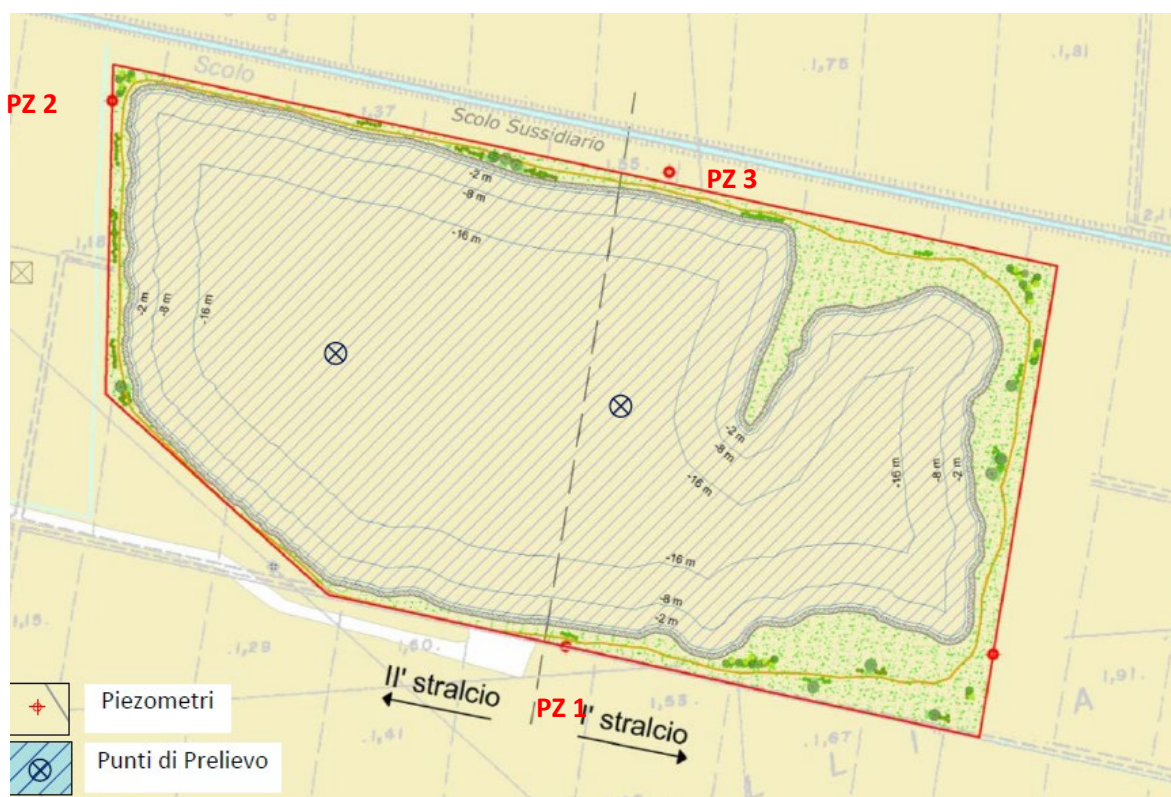 Scolo
1,75
1,81
PZ 2
1,37
Scolo Sussidiario
1,55.
PZ 3
-2 m
-8 m
-16 m
1,18
-2 m
-8 m
-16 m
-2 m
-8 m
-16 m
-16 m
-8 m
-2 m
-16 m
-8 m
-2 m
1,15.
1,29
1,60.
1,53.
1,91.
II' stralcio
PZ 1
I' stralcio
A
1,41
1,67
I
L
L
Piezometri
Punti di Prelievo